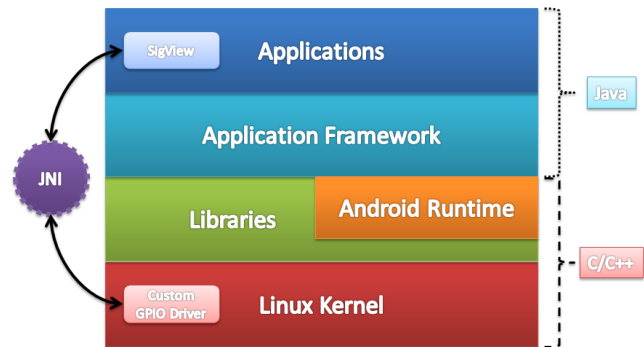 SigView
Applications
Java
Application Framework
JNI
Android Runtime
Libraries
C/C++
Custom
GPIO Driver
Linux Kernel